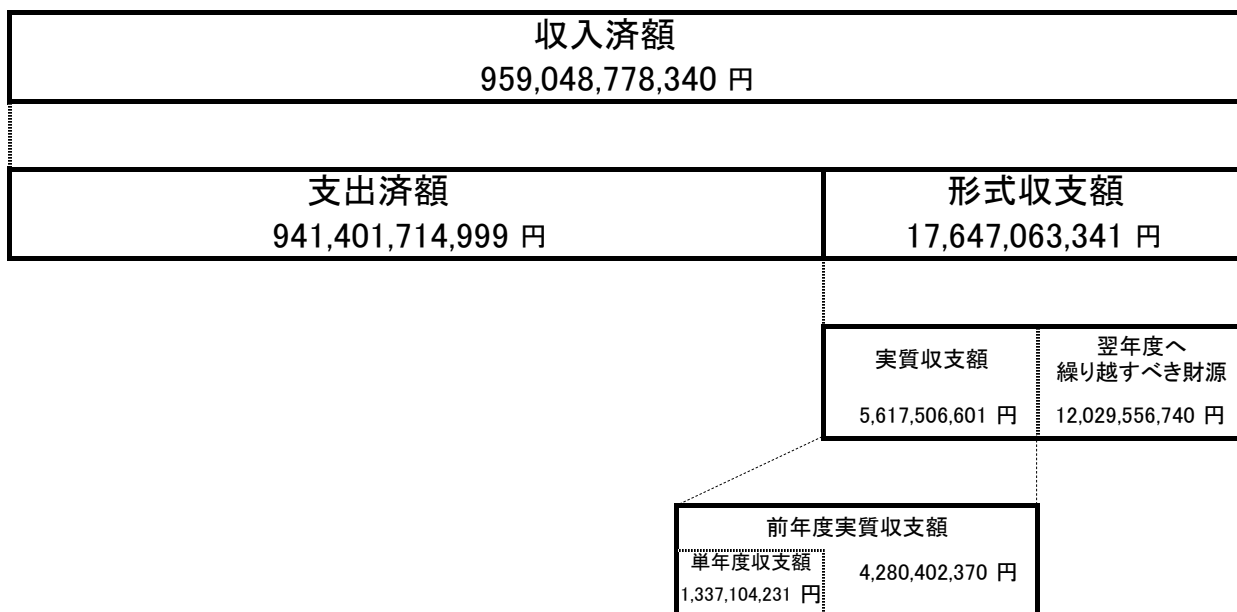 収入済額
959,048,778,340 円
支出済額
941,401,714,999 円
形式収支額
17,647,063,341 円
実質収支額
5,617,506,601 円
翌年度へ
繰り越すべき財源
12,029,556,740 円
前年度実質収支額
単年度収支額
1,337,104,231 円
4,280,402,370 円